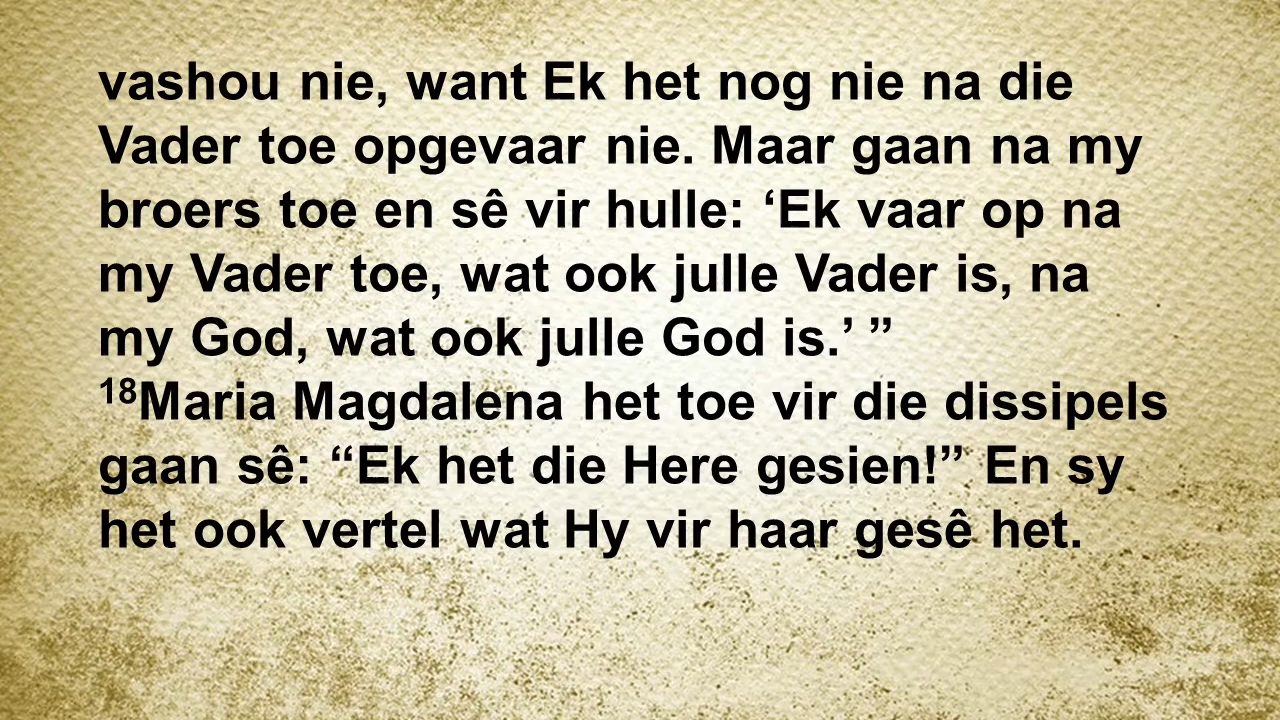 vashou nie, want Ek het nog nie na die
Vader toe opgevaar nie. Maar gaan na my
broers toe en sê vir hulle: ‘Ek vaar op na
my Vader toe, wat ook julle Vader is, na
my God, wat ook julle God is.’ ”
18Maria Magdalena het toe vir die dissipels
gaan sê: “Ek het die Here gesien!” En sy
het ook vertel wat Hy vir haar gesê het.